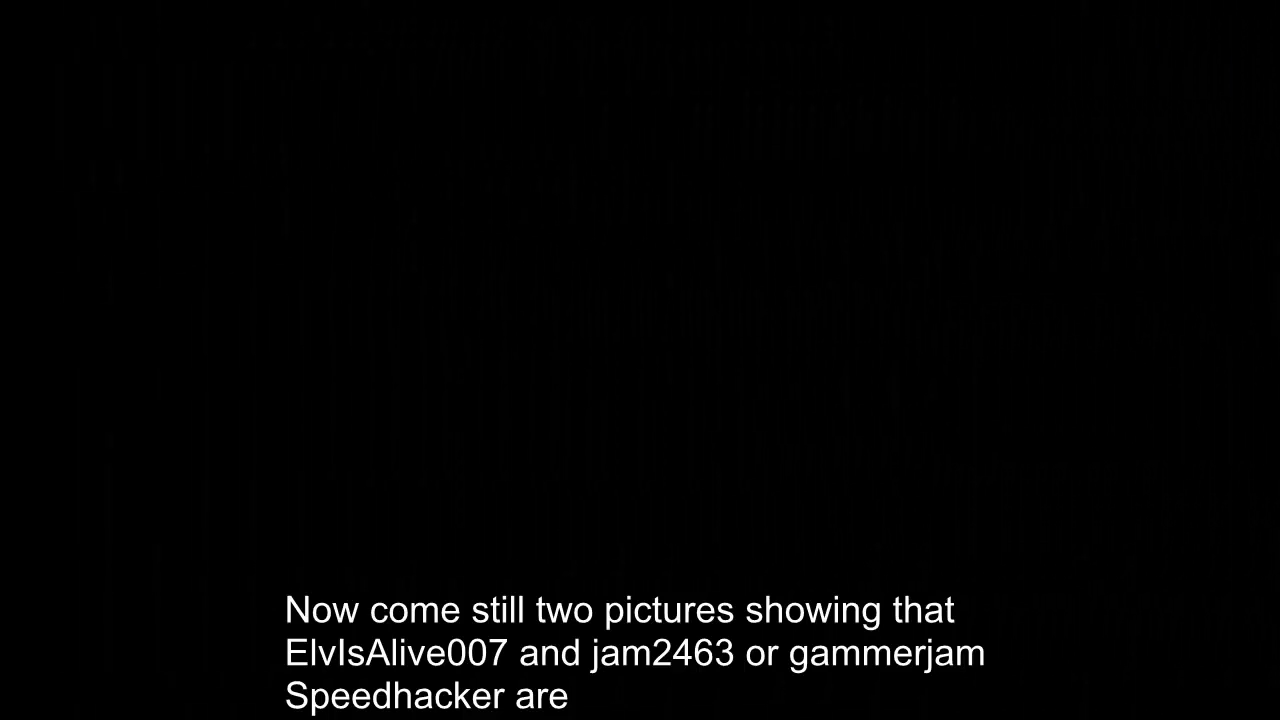 Now come still two pictures showing that
ElvIsAlive007 and jam2463 or gammerjam
Speedhacker are